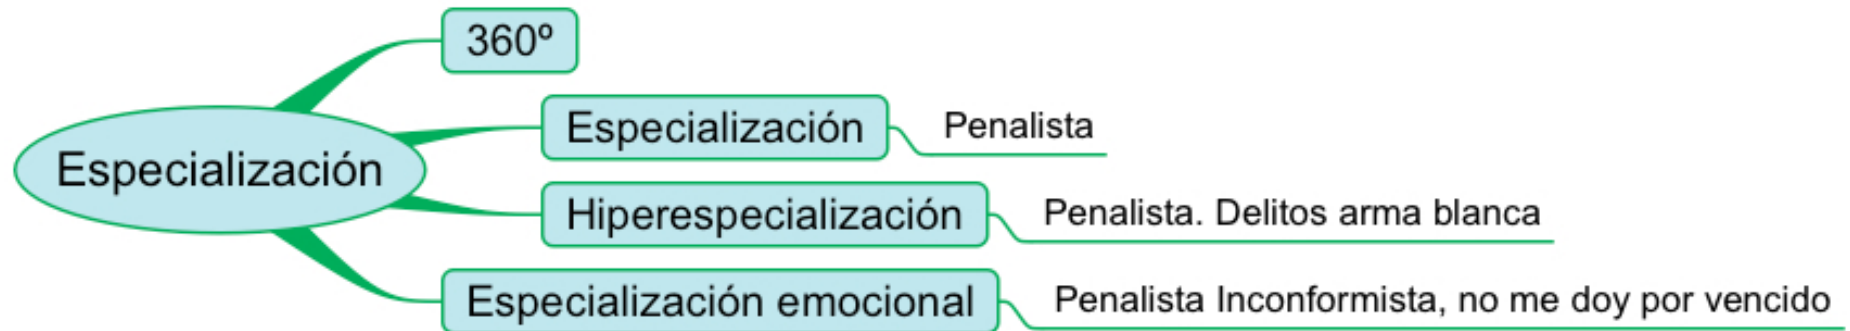 360º
Especialización
Especialización
Penalista
Hiperespecialización
Penalista. Delitos arma blanca
Especialización emocional
Penalista Inconformista, no me doy por vencido